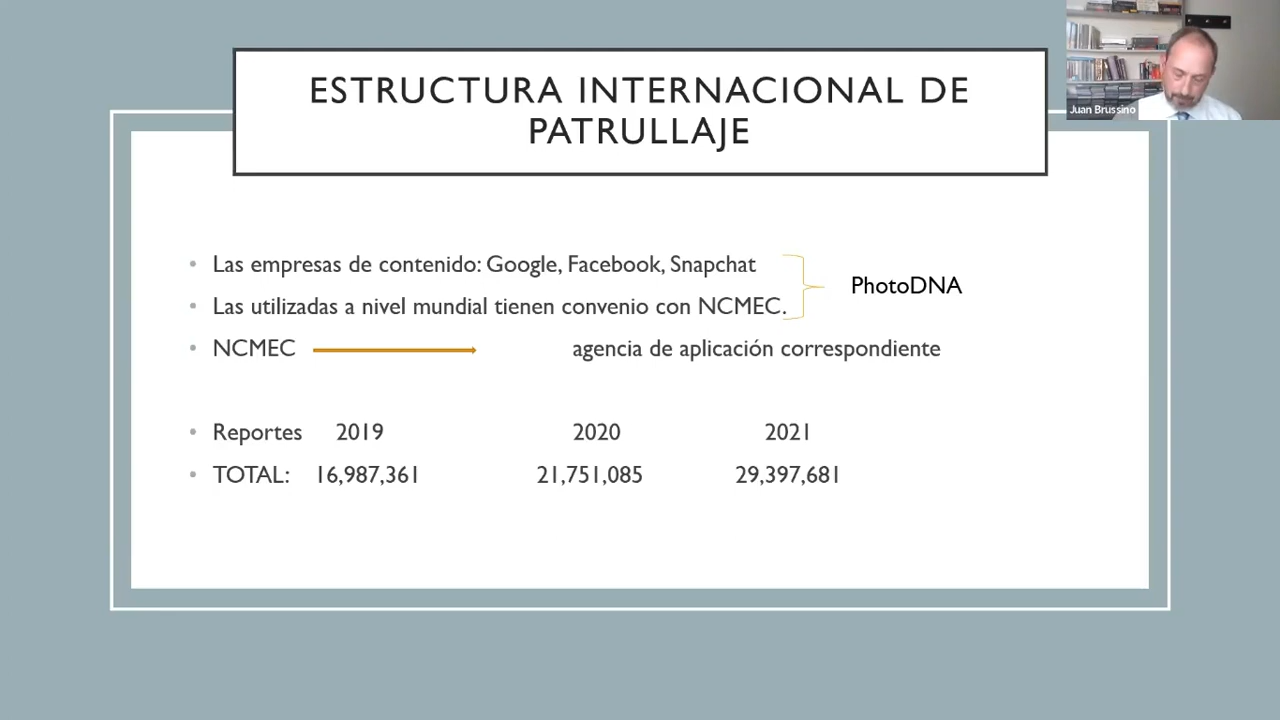 ESTRUCTURA INTERNACIONAL DE
PATRULLAJE
Juan Brussino
• Las empresas de contenido: Google, Facebook, Snapchat
• Las utilizadas a nivel mundial tienen convenio con NCMEC.
PhotoDNA
• NCMEC agencia de aplicación correspondiente
• Reportes 2019 2020 2021
• TOTAL: 16,987,361 21,751,085 29,397,681